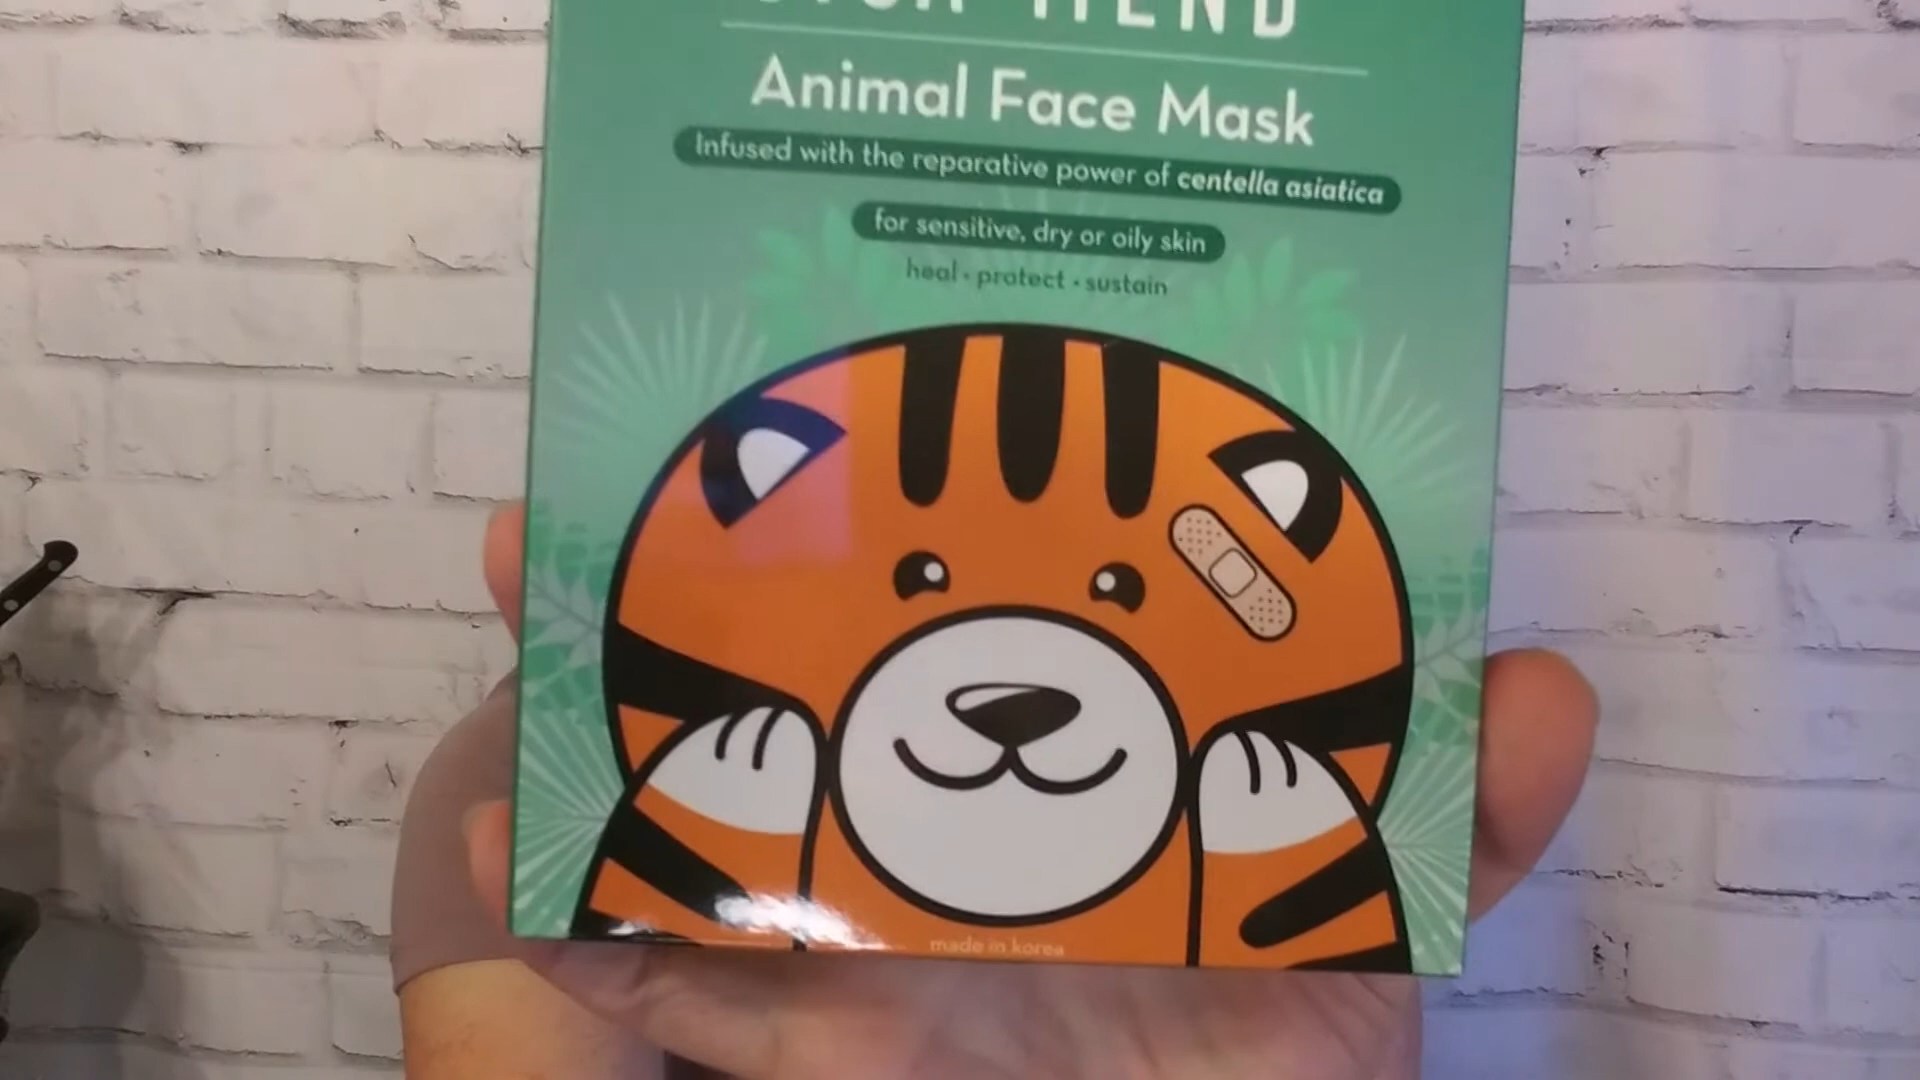 MEND
Animal Face Mask
Infused with the reparative power of centella asiatica
for sensitive, dry or oily skin
heal • protect • sustain
made in korea